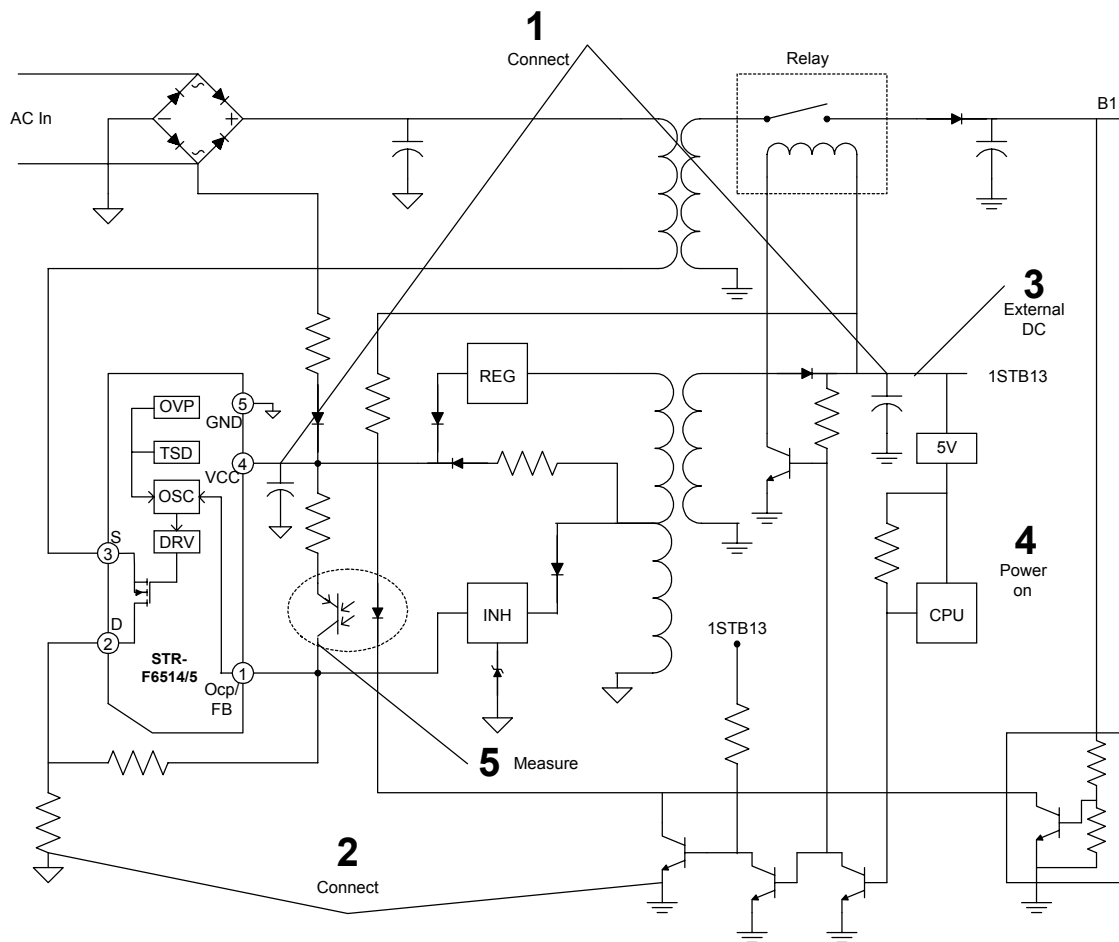 1
Connect
Relay
AC In
B1
3
External
DC
REG
1STB13
OVP
5
GND
TSD
4
VCC
5V
OSC
4
Power
on
S
DRV
3
INH
CPU
D
1STB13
2
STR-
F6514/5
1
Ocp/
FB
5
Measure
2
Connect